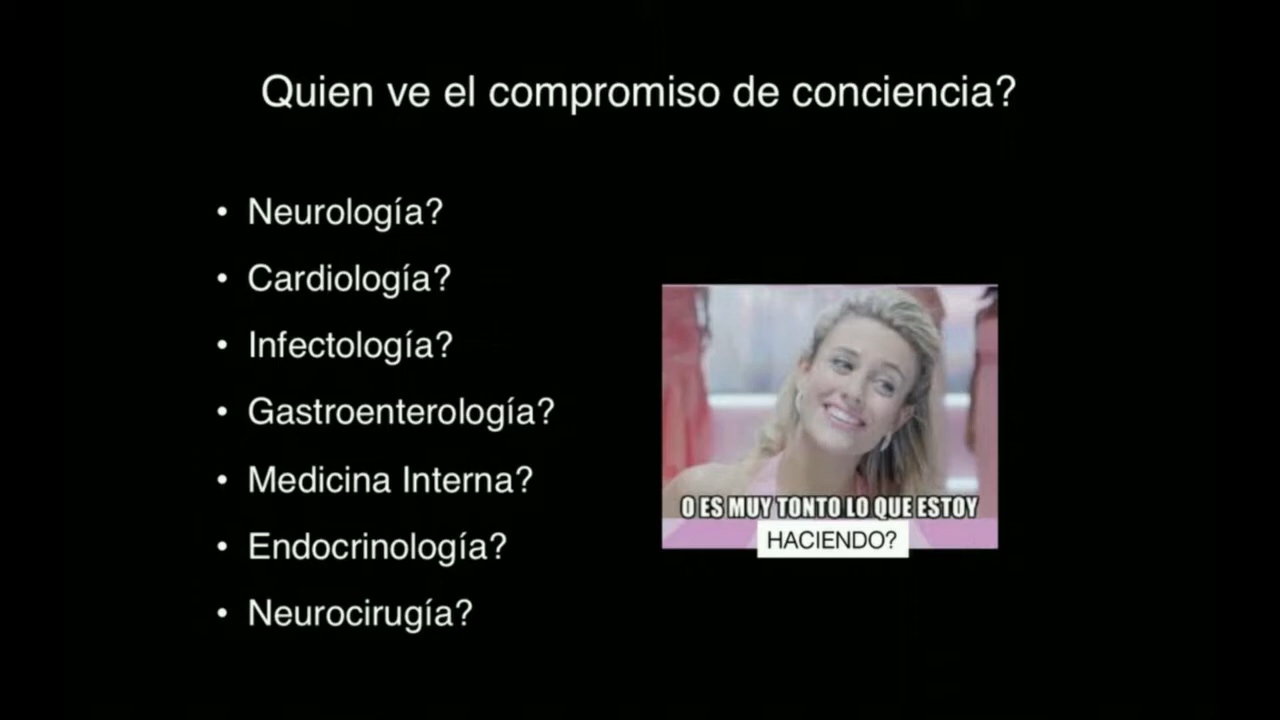 Quien ve el compromiso de conciencia?
• Neurología?
• Cardiología?
• Infectología?
• Gastroenterología?
• Medicina Interna?
• Endocrinología?
• Neurocirugía?
O ES MUY TONTO LO QUE ESTOY
HACIENDO?